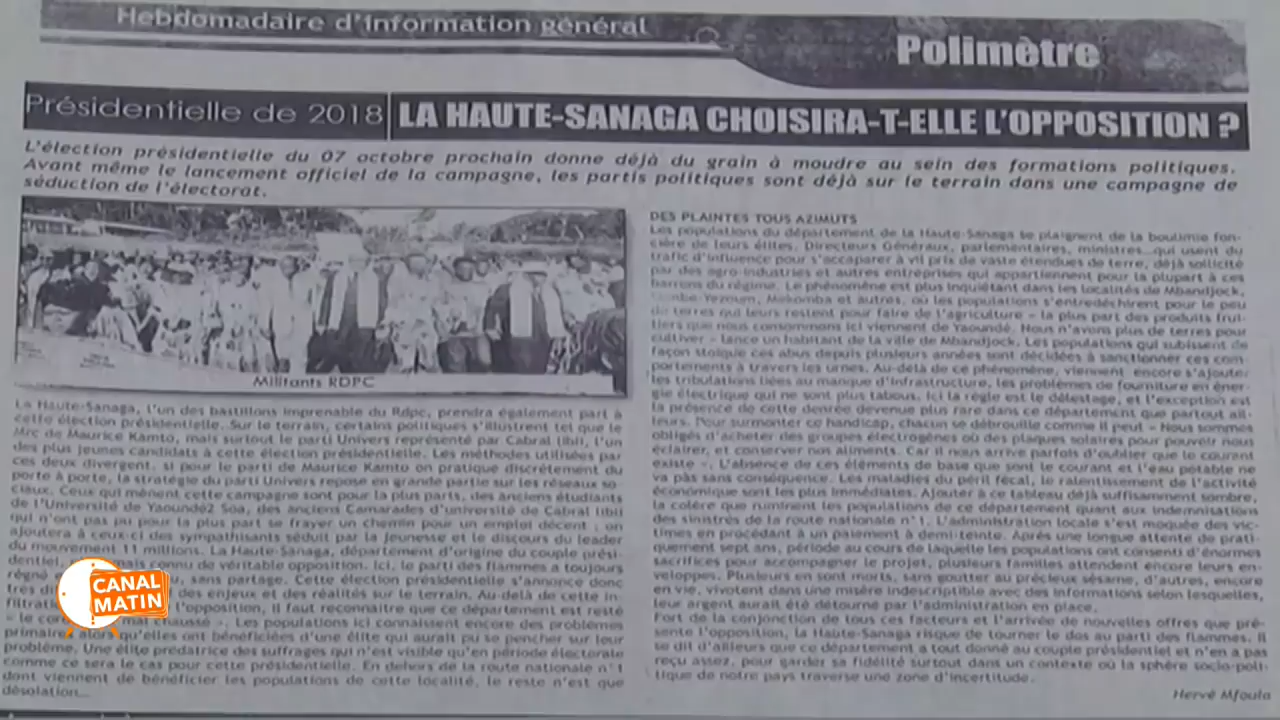 Hebdomadaire d'information général
Polimètre
Présidentielle de 2018
LA HAUTE-SANAGA CHOISIRA-T-ELLE L'OPPOSITION ?
L'élection présidentielle du 07 octobre prochain donne déjà du grain à moudre au sein des formations politiques.
Avant même le lancement officiel de la campagne, les partis politiques sont déjà sur le terrain dans une campagne de
séduction de l'électorat.
Militants RDPC
La Haute-Sanaga, l'un des bastillons imprenable du Rdpc, prendra également part à
cette élection présidentielle. Sur le terrain, certains politiques s'illustrent tel que le
Mrc de Maurice Kamto, mais surtout le parti Univers représenté par Cabral libii, l'un
des plus jeunes candidats à cette élection présidentielle. Les méthodes utilisées par
ces deux divergent, si pour le parti de Maurice Kamto on pratique discrètement du
porte à porte, la stratégie du parti Univers repose en grande partie sur les réseaux so-
ciaux. Ceux qui mènent cette campagne sont pour la plus parts, des anciens étudiants
de l'Université de Yaoundé2 Soa, des anciens Camarades d'université de Cabral libii
qui n'ont pas pu pour la plus part se frayer un chemin pour un emploi décent ; on
ajoutera à ceux-ci des sympathisants séduit par la jeunesse et le discours du leader
du mouvement 11 millions. La Haute-Sanaga, département d'origine du couple prési-
dentiel de véritable opposition. Ici, le parti des flammes a toujours
régné , sans partage. Cette élection présidentielle s'annonce donc
très des enjeux et des réalités sur le terrain. Au-delà de cette in-
filtration l'opposition, il faut reconnaitre que ce département est resté
« le ». Les populations ici connaissent encore des problèmes
primaires alors qu'elles ont bénéficiées d'une élite qui aurait pu se pencher sur leur
problème. Une élite prédatrice des suffrages qui n'est visible qu'en période électorale
comme ce sera le cas pour cette présidentielle. En dehors de la route nationale n°1
dont viennent de bénéficier les populations de cette localité, le reste n'est que
désolation...
DES PLAINTES TOUS AZIMUTS
Les populations du département de la Haute-Sanaga se plaignent de la boulimie fon-
cière de leurs élites. Directeurs Généraux, parlementaires, ministres...qui usent du
trafic d'influence pour s'accaparer à vil prix de vaste étendues de terre, déjà sollicité
par des agro-industries et autres entreprises qui appartiennent pour la plupart à ces
barrons du régime. Le phénomène est plus inquiétant dans les localités de Mbandjock,
Yezoum, Mekomba et autres, où les populations s'entredéchirent pour le peu
de terres qui leurs restent pour faire de l'agriculture « la plus part des produits frui-
tiers que nous consommons ici viennent de Yaoundé. Nous n'avons plus de terres pour
cultiver » lance un habitant de la ville de Mbandjock. Les populations qui subissent de
façon stoïque ces abus depuis plusieurs années sont décidées à sanctionner ces com-
portements à travers les urnes. Au-delà de ce phénomène, viennent encore s'ajouter
les tribulations liées au manque d'infrastructure, les problèmes de fourniture en éner-
gie électrique qui ne sont plus tabous. Ici la règle est le délestage, et l'exception est
la présence de cette denrée devenue plus rare dans ce département que partout ail-
leurs. Pour surmonter ce handicap, chacun se débrouille comme il peut « Nous sommes
obligés d'acheter des groupes électrogènes où des plaques solaires pour pouvoir nous
éclairer, et conserver nos aliments. Car il nous arrive parfois d'oublier que le courant
existe ». L'absence de ces éléments de base que sont le courant et l'eau potable ne
va pas sans conséquence. Les maladies du péril fécal, le ralentissement de l'activité
économique sont les plus immédiates. Ajouter à ce tableau déjà suffisamment sombre,
la colère que ruminent les populations de ce département quant aux indemnisations
des sinistrés de la route nationale n°1. L'administration locale s'est moquée des vic-
times en procédant à un paiement à demi-teinte. Après une longue attente de prati-
quement sept ans, période au cours de laquelle les populations ont consenti d'énormes
sacrifices pour accompagner le projet, plusieurs familles attendent encore leurs en-
veloppes. Plusieurs en sont morts, sans goutter au précieux sésame, d'autres, encore
en vie, vivotent dans une misère indescriptible avec des informations selon lesquelles,
leur argent aurait été détourné par l'administration en place.
Fort de la conjonction de tous ces facteurs et l'arrivée de nouvelles offres que pré-
sente l'opposition, la Haute-Sanaga risque de tourner le dos au parti des flammes. Il
se dit d'ailleurs que ce département a tout donné au couple présidentiel et n'en a pas
reçu assez, pour garder sa fidélité surtout dans un contexte où la sphère socio-poli-
tique de notre pays traverse une zone d'incertitude.
Hervé Mfoula
CANAL
MATIN